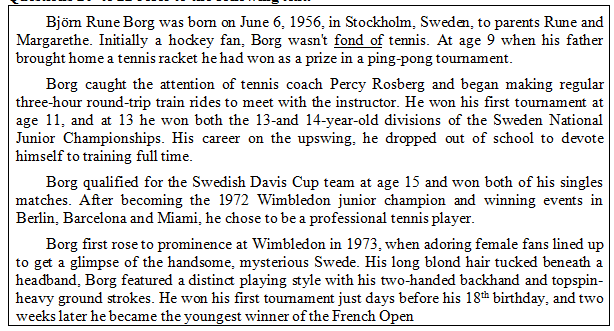 Björn Rune Borg was born on June 6, 1956, in Stockholm, Sweden, to parents Rune and
Margarethe. Initially a hockey fan, Borg wasn't fond of tennis. At age 9 when his father
brought home a tennis racket he had won as a prize in a ping-pong tournament.
Borg caught the attention of tennis coach Percy Rosberg and began making regular
three-hour round-trip train rides to meet with the instructor. He won his first tournament at
age 11, and at 13 he won both the 13-and 14-year-old divisions of the Sweden National
Junior Championships. His career on the upswing, he dropped out of school to devote
himself to training full time.
Borg qualified for the Swedish Davis Cup team at age 15 and won both of his singles
matches. After becoming the 1972 Wimbledon junior champion and winning events in
Berlin, Barcelona and Miami, he chose to be a professional tennis player.
Borg first rose to prominence at Wimbledon in 1973, when adoring female fans lined up
to get a glimpse of the handsome, mysterious Swede. His long blond hair tucked beneath a
headband, Borg featured a distinct playing style with his two-handed backhand and topspin-
heavy ground strokes. He won his first tournament just days before his 18th birthday, and two
weeks later he became the youngest winner of the French Open